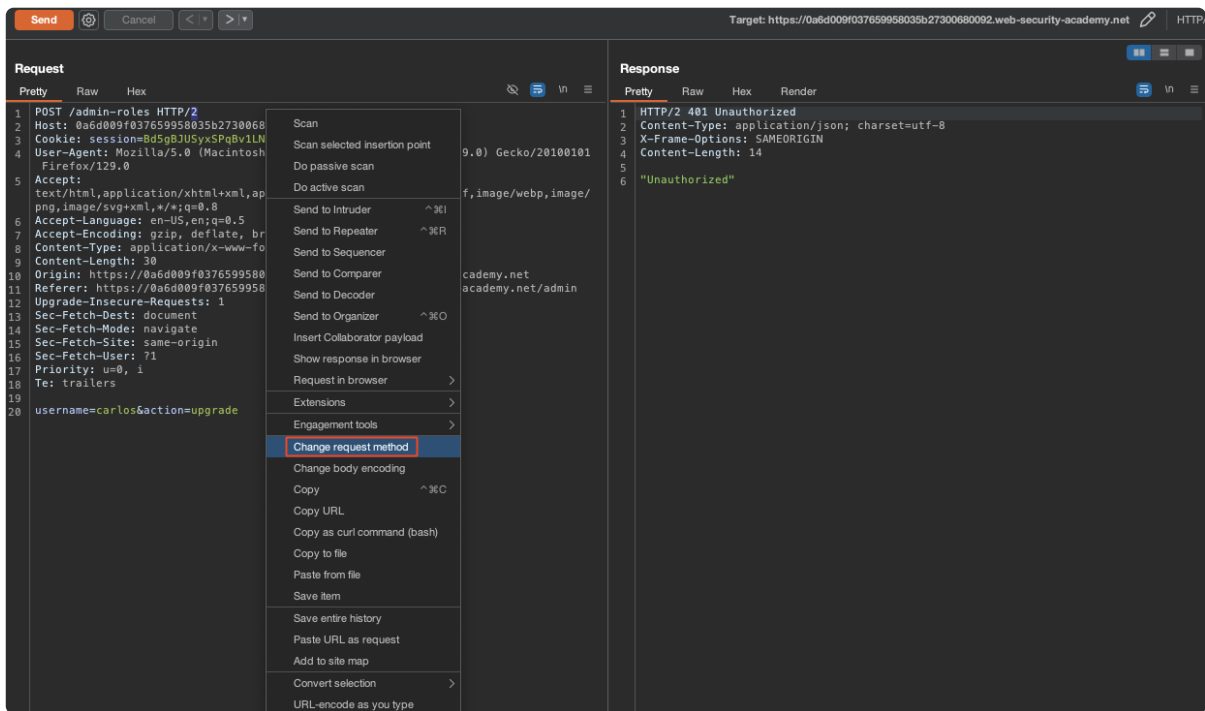 Send Cancel < > Target: https://0a6d009f037659958035b27300680092.web-security-academy.net HTTP/
Request
Pretty Raw Hex \n
1 POST /admin-roles HTTP/2
2 Host: 0a6d009f037659958035b2730068
3 Cookie: session=Bd5gBJUSyxSPqBv1LN
4 User-Agent: Mozilla/5.0 (Macintosh 9.0) Gecko/20100101
Firefox/129.0
5 Accept:
text/html,application/xhtml+xml,ap f,image/webp,image/
png,image/svg+xml,*/*;q=0.8
6 Accept-Language: en-US,en;q=0.5
7 Accept-Encoding: gzip, deflate, br
8 Content-Type: application/x-www-fo
9 Content-Length: 30
10 Origin: https://0a6d009f0376599580 cademy.net
11 Referer: https://0a6d009f037659958 academy.net/admin
12 Upgrade-Insecure-Requests: 1
13 Sec-Fetch-Dest: document
14 Sec-Fetch-Mode: navigate
15 Sec-Fetch-Site: same-origin
16 Sec-Fetch-User: ?1
17 Priority: u=0, i
18 Te: trailers
19
20 username=carlos&action=upgrade
Scan
Scan selected insertion point
Do passive scan
Do active scan
Send to Intruder ^⌘I
Send to Repeater ^⌘R
Send to Sequencer
Send to Comparer
Send to Decoder
Send to Organizer ^⌘O
Insert Collaborator payload
Show response in browser
Request in browser >
Extensions >
Engagement tools >
Change request method
Change body encoding
Copy ^⌘C
Copy URL
Copy as curl command (bash)
Copy to file
Paste from file
Save item
Save entire history
Paste URL as request
Add to site map
Convert selection >
URL-encode as you type
Response
Pretty Raw Hex Render \n
1 HTTP/2 401 Unauthorized
2 Content-Type: application/json; charset=utf-8
3 X-Frame-Options: SAMEORIGIN
4 Content-Length: 14
5
6 "Unauthorized"